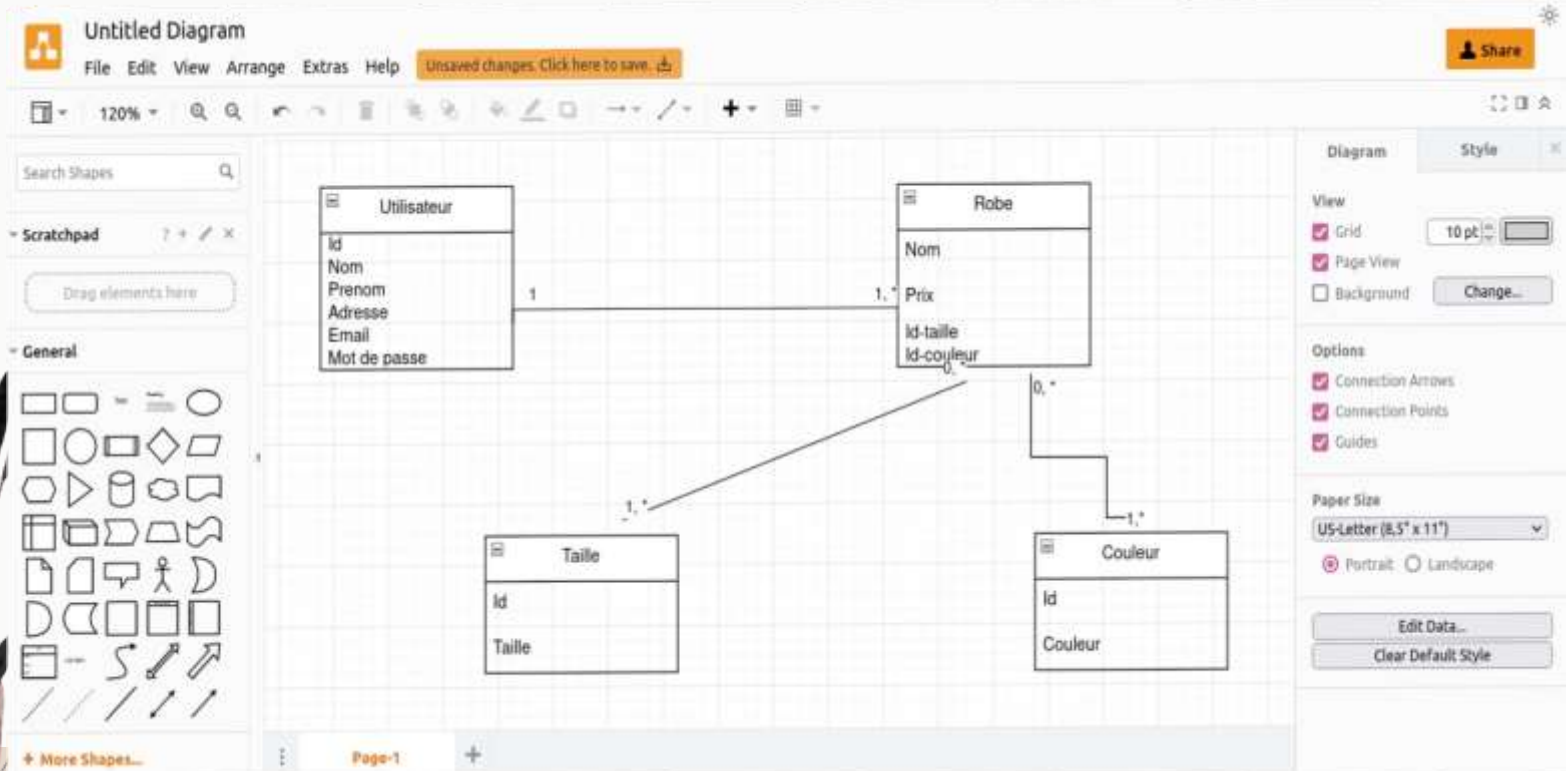 Untitled Diagram
File Edit View Arrange Extras Help Unsaved changes. Click here to save.
Share
120%
Search Shapes
Scratchpad
Drag elements here
General
+ More Shapes...
Utilisateur
Id
Nom
Prenom
Adresse
Email
Mot de passe
1
1, *
Robe
Nom
Prix
Id-taille
Id-couleur
0, *
0, *
1, *
1,*
Taille
Id
Taille
Couleur
Id
Couleur
Page-1
Diagram Style
View
Grid 10 pt
Page View
Background Change...
Options
Connection Arrows
Connection Points
Guides
Paper Size
US-Letter (8,5" x 11")
Portrait Landscape
Edit Data...
Clear Default Style